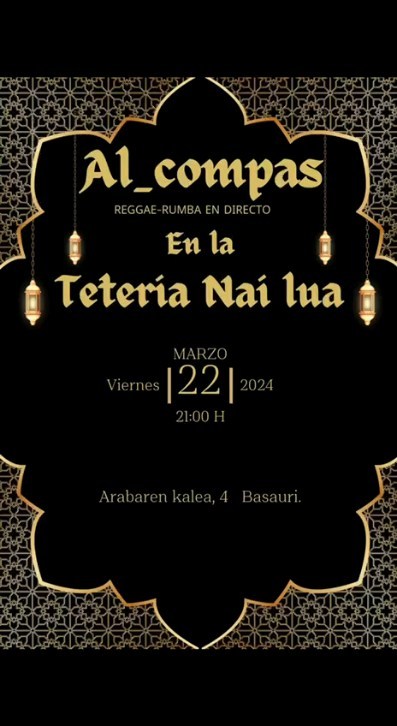 Al_compas
REGGAE-RUMBA EN DIRECTO
En la
Tetería Nai lua
MARZO
Viernes |22| 2024
21:00 H
Arabaren kalea, 4 Basauri.